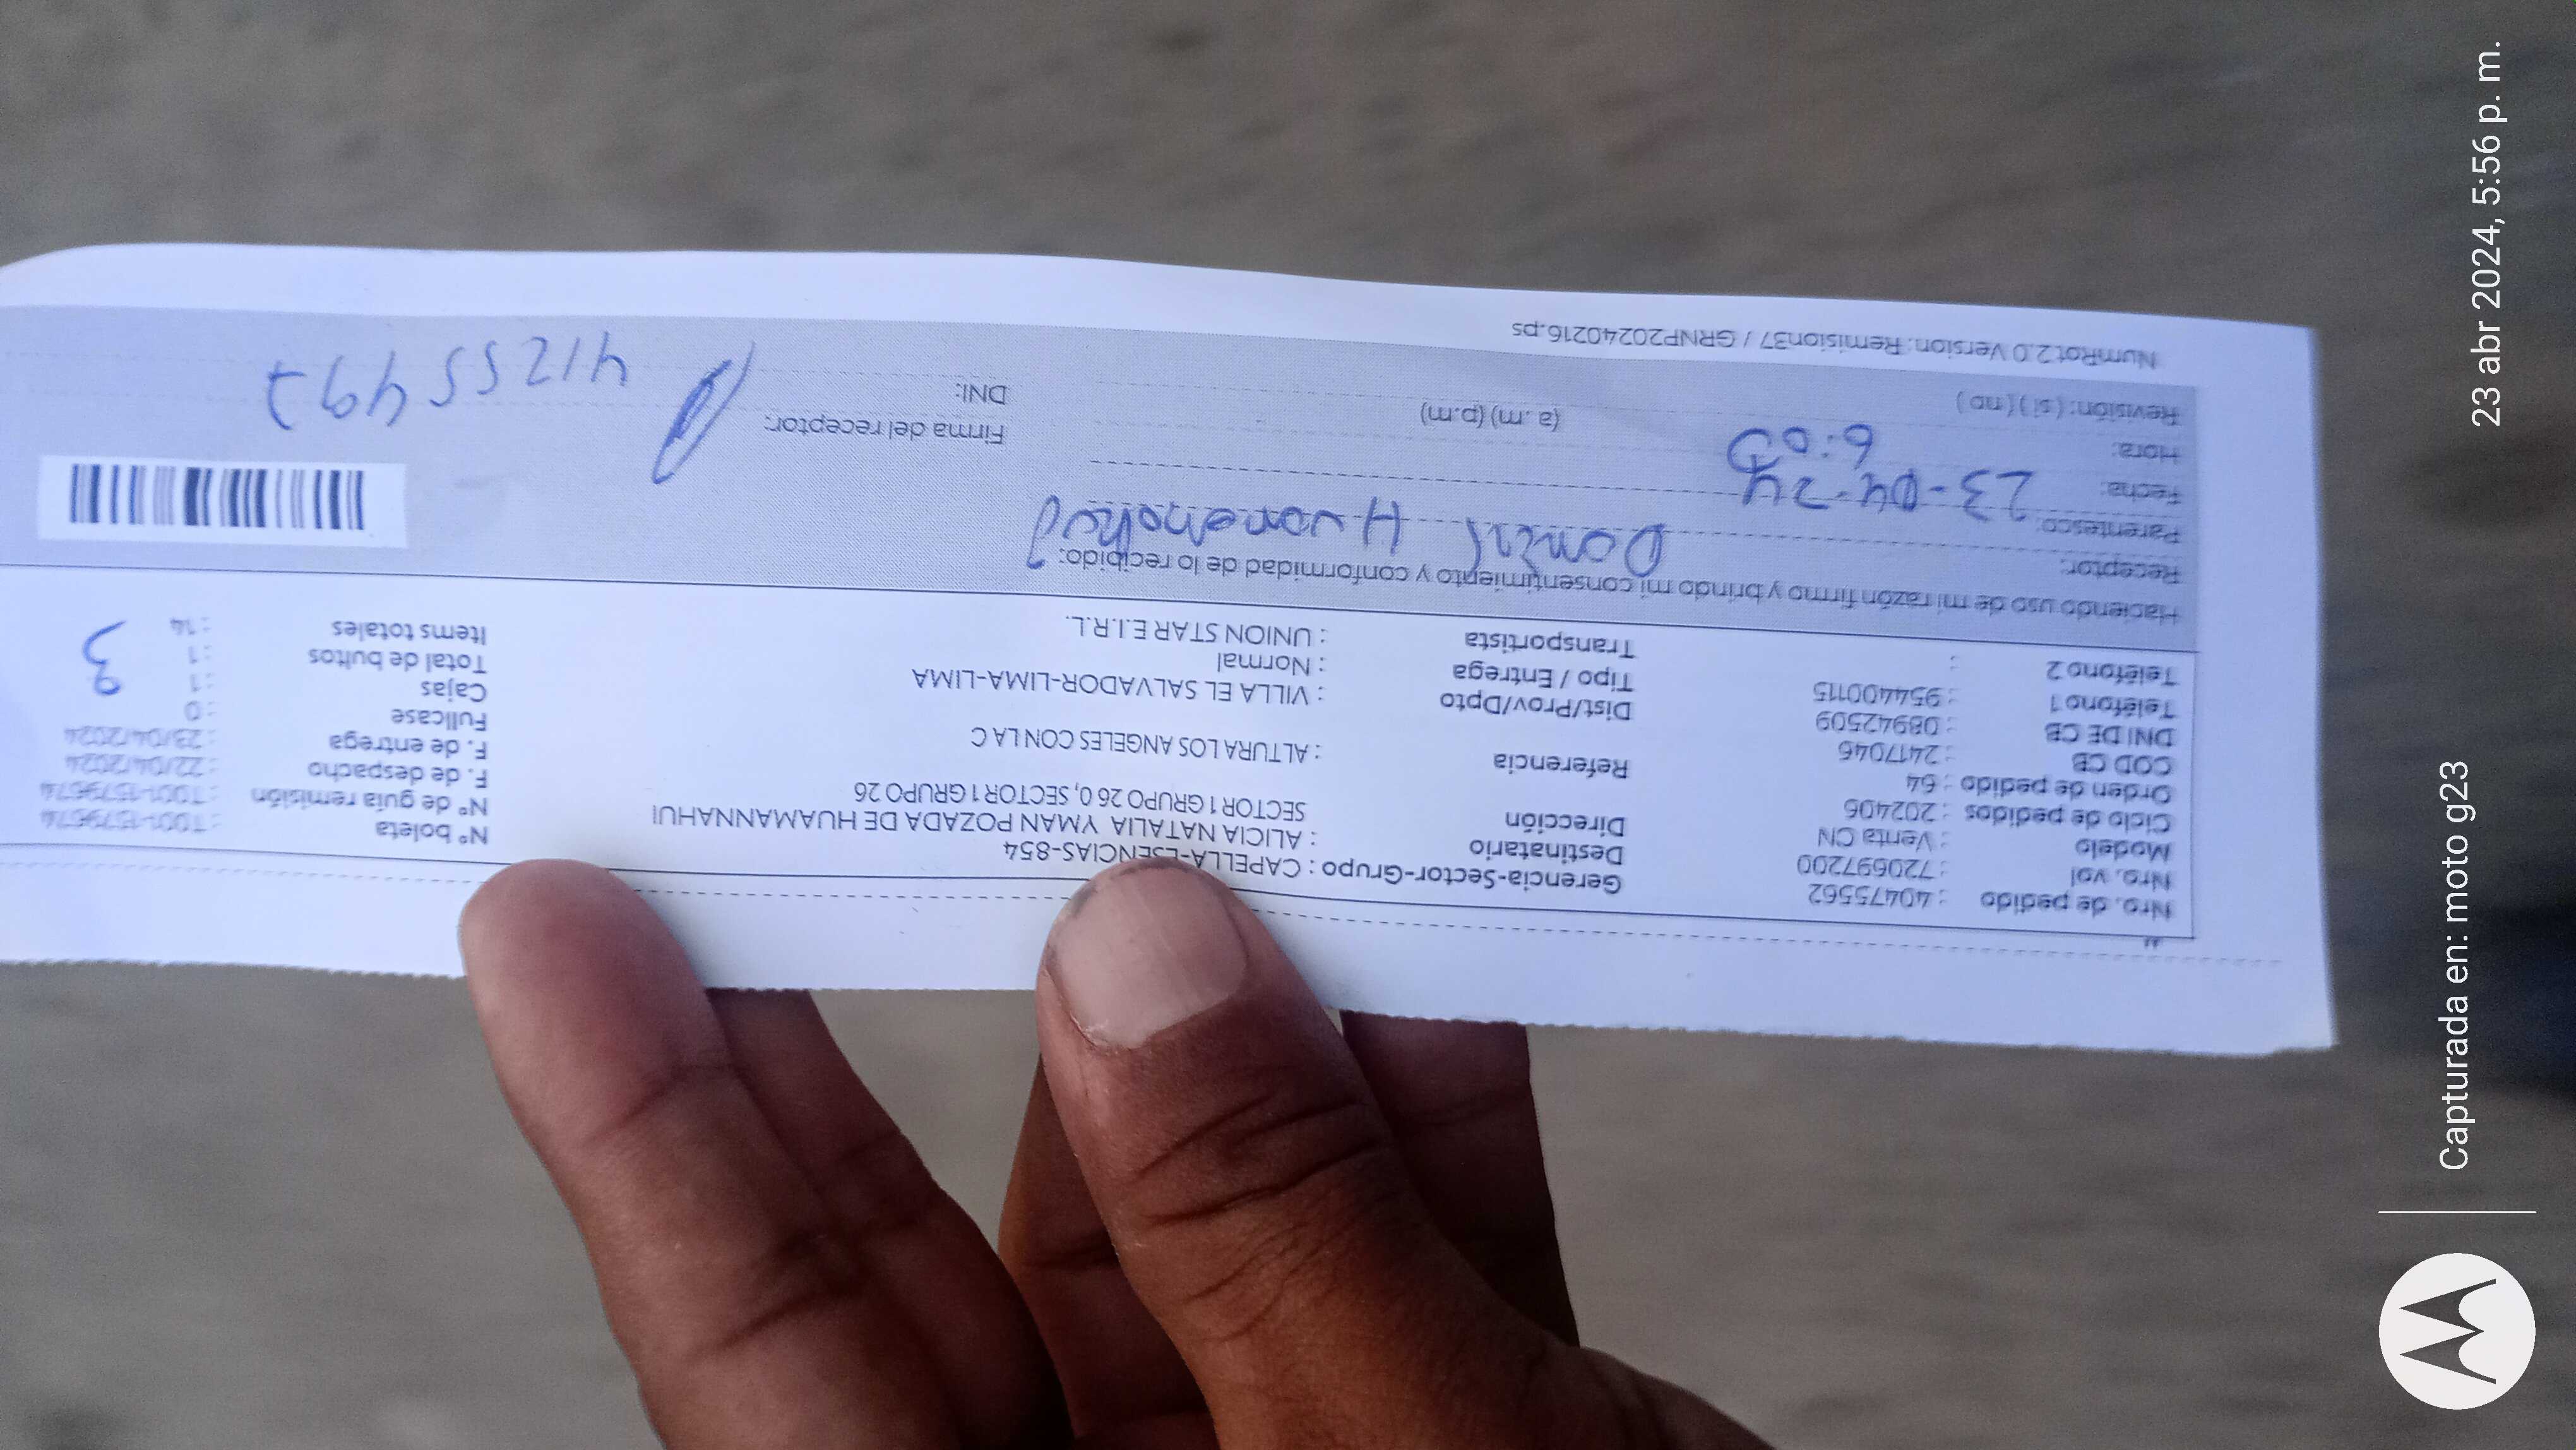 Nro. de pedido : 40475562
Nro. vol : 720697200
Modelo : Venta CN
Ciclo de pedidos : 202406
Orden de pedido : 64
COD CB : 2417046
DNI DE CB : 08942509
Teléfono 1 : 954400115
Teléfono 2 :
Gerencia-Sector-Grupo : CAPELLA-ESENCIAS-854
Destinatario : ALICIA NATALIA YMAN POZADA DE HUAMANNAHUI
Dirección SECTOR 1 GRUPO 26 0, SECTOR 1 GRUPO 26
Referencia : ALTURA LOS ANGELES CON LA C
Dist/Prov/Dpto : VILLA EL SALVADOR-LIMA-LIMA
Tipo / Entrega : Normal
Transportista : UNION STAR E.I.R.L.
N° boleta : T001-1579674
N° de guía remisión : T001-1579674
F. de despacho : 22/04/2024
F. de entrega : 23/04/2024
Fullcase : 0
Cajas : 1
Total de bultos : 1
Items totales : 14
3
Haciendo uso de mi razón firmo y brindo mi consentimiento y conformidad de lo recibido:
Receptor: Daniel
Parentesco:
Fecha: 23-04-24
Hora: 6:03 (a.m) (p.m)
Revisión: (si) (no)
Firma del receptor:
DNI: 41255497
NumRot 2.0 Version: Remision37 / GRNP20240216.ps
23 abr 2024, 5:56 p. m.
Capturada en: moto g23